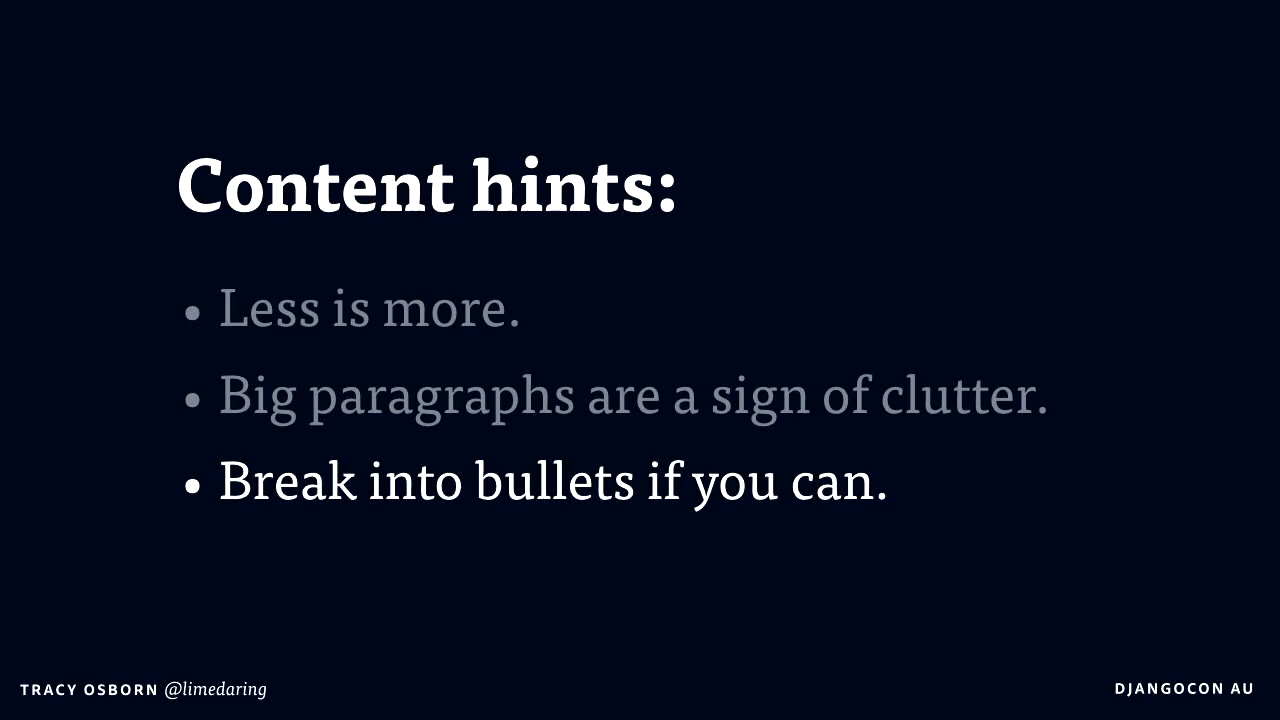 Content hints:
• Less is more.
• Big paragraphs are a sign of clutter.
• Break into bullets if you can.
TRACY OSBORN @limedaring
DJANGOCON AU